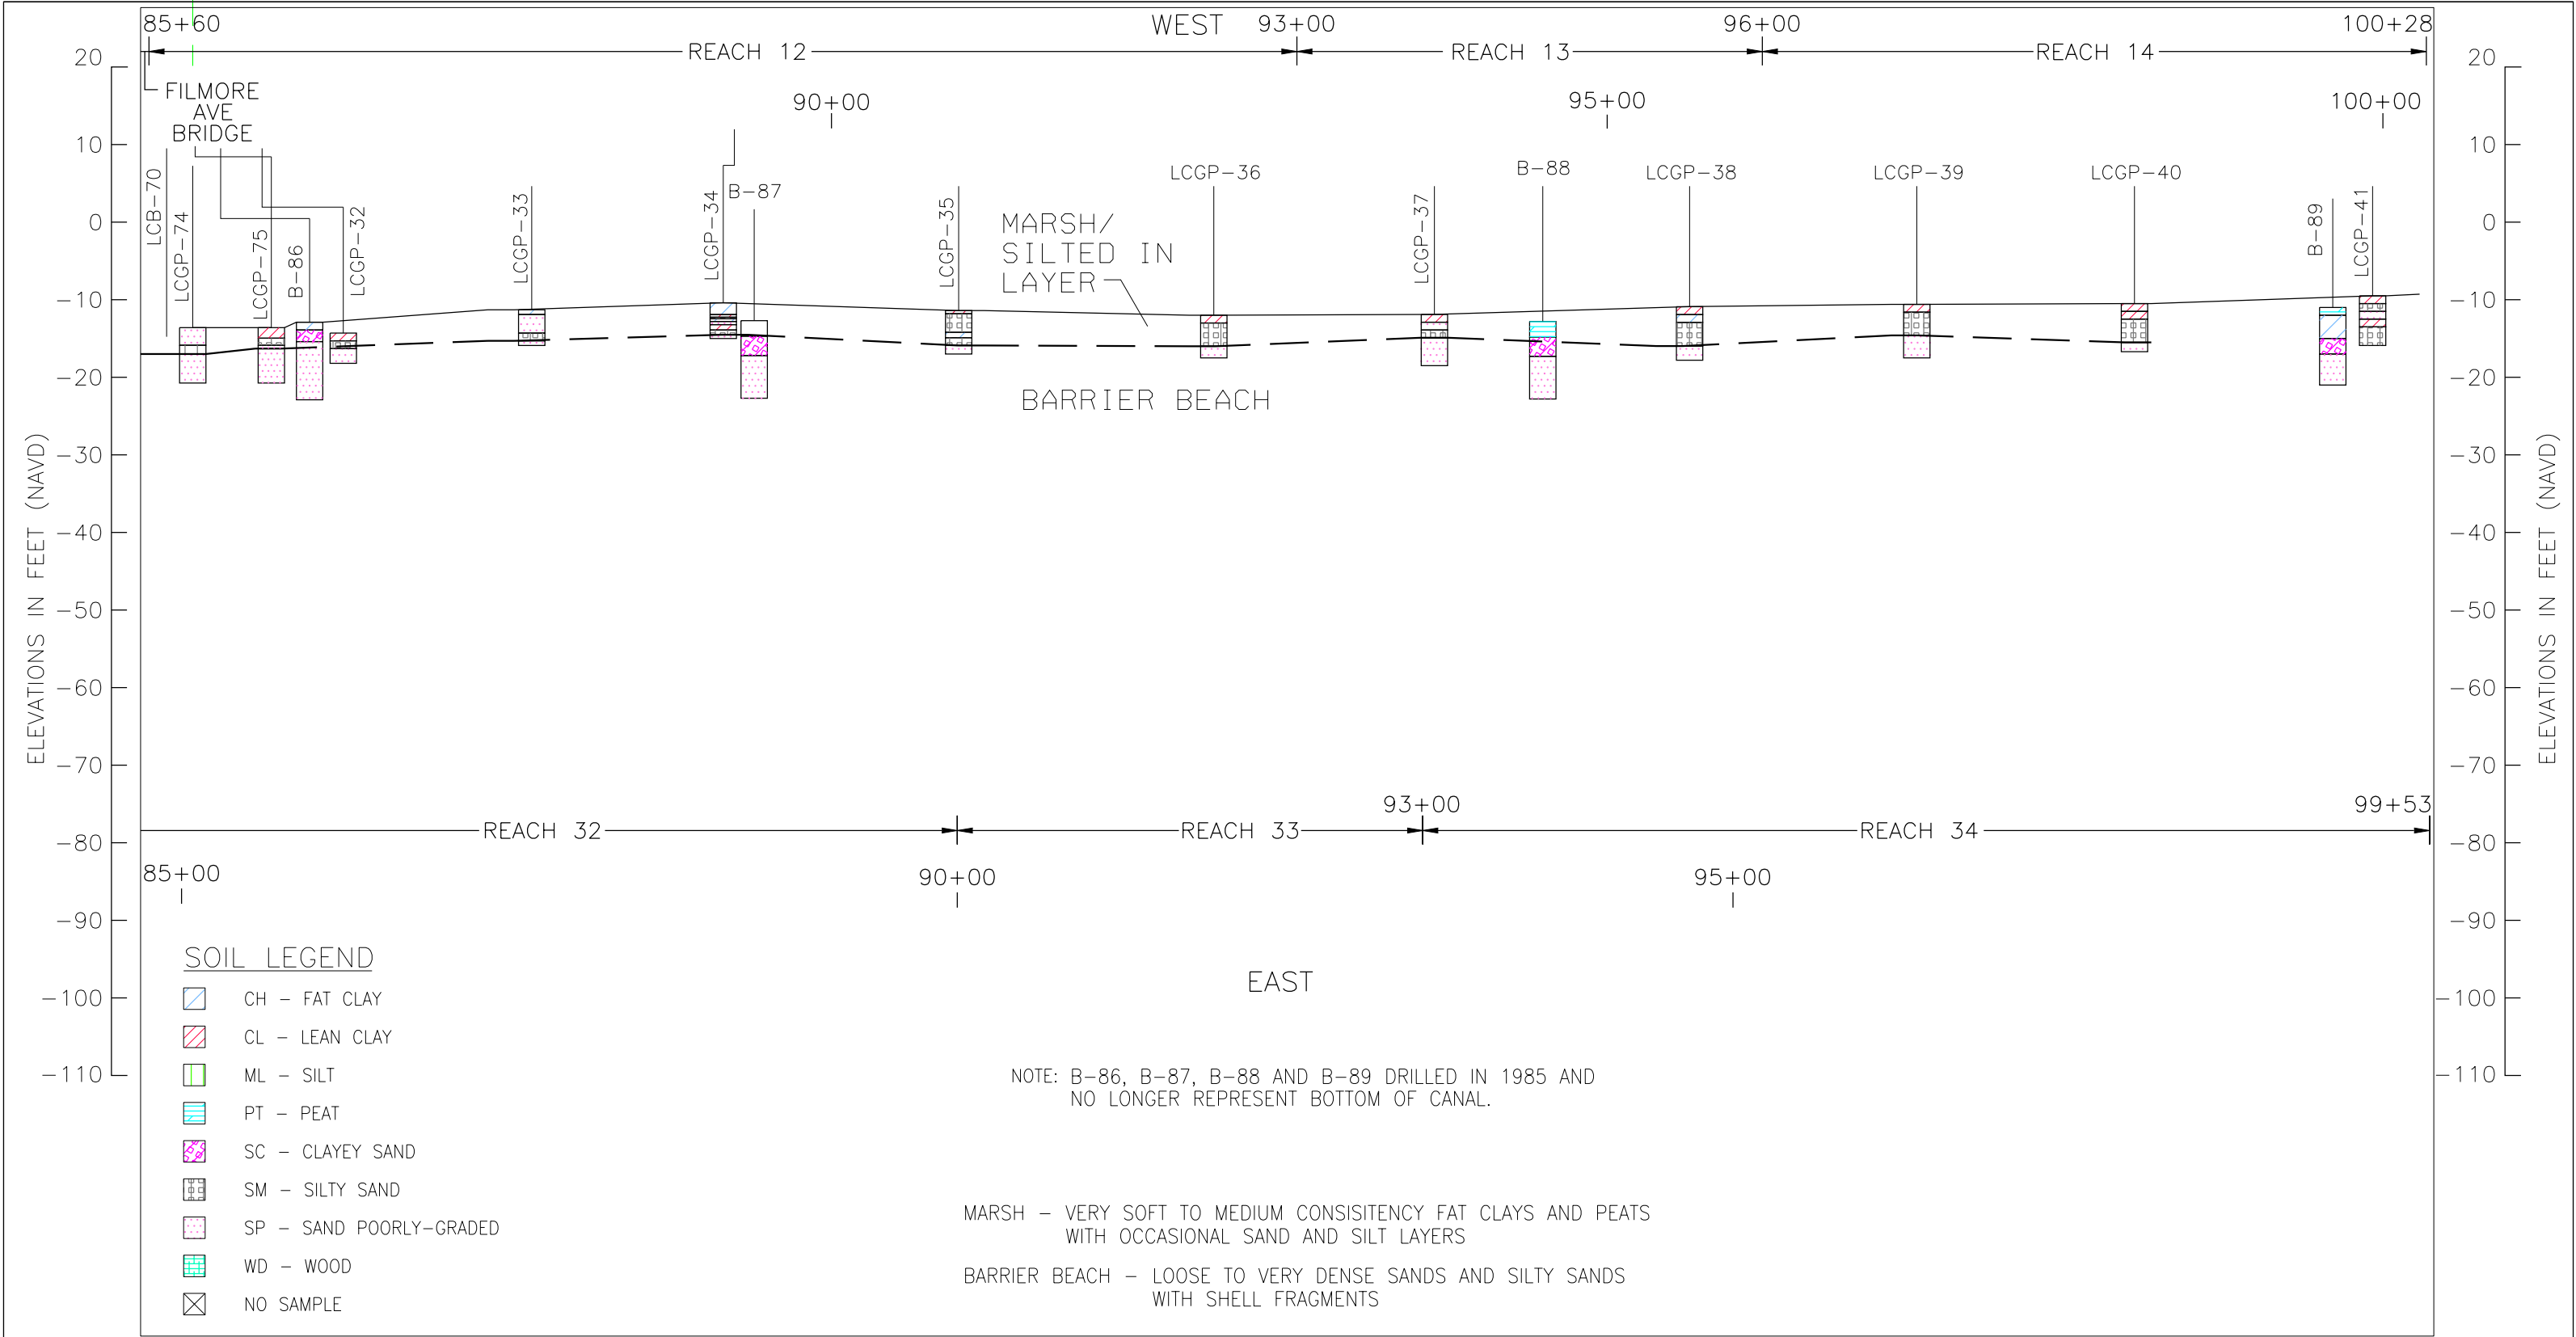 85+60
WEST
93+00
96+00
100+28
REACH 12
REACH 13
REACH 14
FILMORE
AVE
BRIDGE
90+00
95+00
100+00
20
10
0
-10
-20
-30
-40
-50
-60
-70
-80
-90
-100
-110
ELEVATIONS IN FEET (NAVD)
LCB-70
LCGP-74
LCGP-75
B-86
LCGP-32
LCGP-33
LCGP-34
B-87
LCGP-35
MARSH/
SILTED IN
LAYER
LCGP-36
LCGP-37
B-88
LCGP-38
LCGP-39
LCGP-40
B-89
LCGP-41
BARRIER BEACH
20
10
0
-10
-20
-30
-40
-50
-60
-70
-80
-90
-100
-110
ELEVATIONS IN FEET (NAVD)
93+00
99+53
REACH 32
REACH 33
REACH 34
85+00
90+00
95+00
EAST
SOIL LEGEND
CH - FAT CLAY
CL - LEAN CLAY
ML - SILT
PT - PEAT
SC - CLAYEY SAND
SM - SILTY SAND
SP - SAND POORLY-GRADED
WD - WOOD
NO SAMPLE
NOTE: B-86, B-87, B-88 AND B-89 DRILLED IN 1985 AND
NO LONGER REPRESENT BOTTOM OF CANAL.
MARSH - VERY SOFT TO MEDIUM CONSISITENCY FAT CLAYS AND PEATS
WITH OCCASIONAL SAND AND SILT LAYERS
BARRIER BEACH - LOOSE TO VERY DENSE SANDS AND SILTY SANDS
WITH SHELL FRAGMENTS